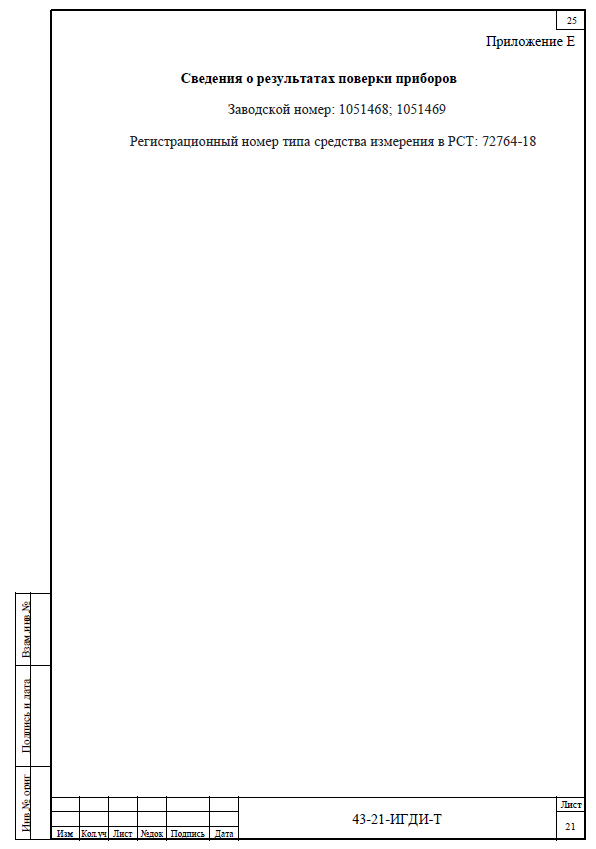 25
Приложение Е
Сведения о результатах поверки приборов
Заводской номер: 1051468; 1051469
Регистрационный номер типа средства измерения в РСТ: 72764-18
Взам.инв.№
Подпись и дата
Инв.№ ориг
Изм Кол.уч Лист №док Подпись Дата
43-21-ИГДИ-Т
Лист
21